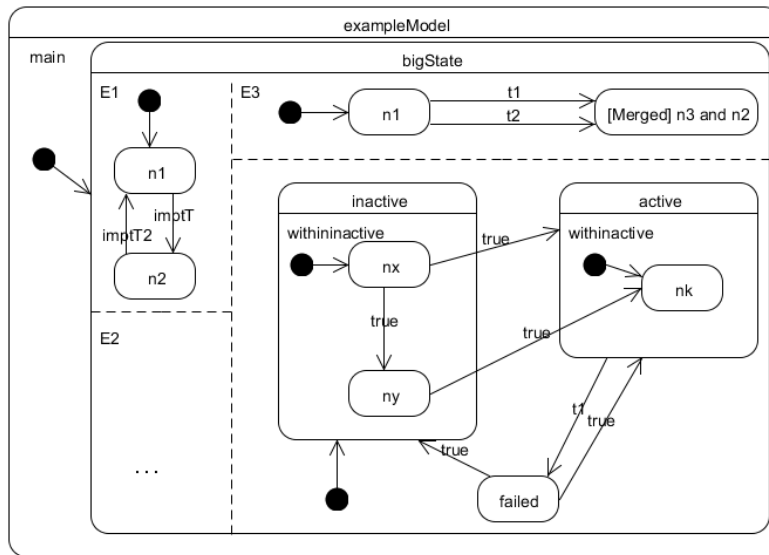 exampleModel
main
bigState
E1
E3
n1
t1
t2
[Merged] n3 and n2
n1
imptT
imptT2
n2
E2
...
inactive
withininactive
nx
true
ny
true
true
active
withinactive
nk
t1
true
true
failed